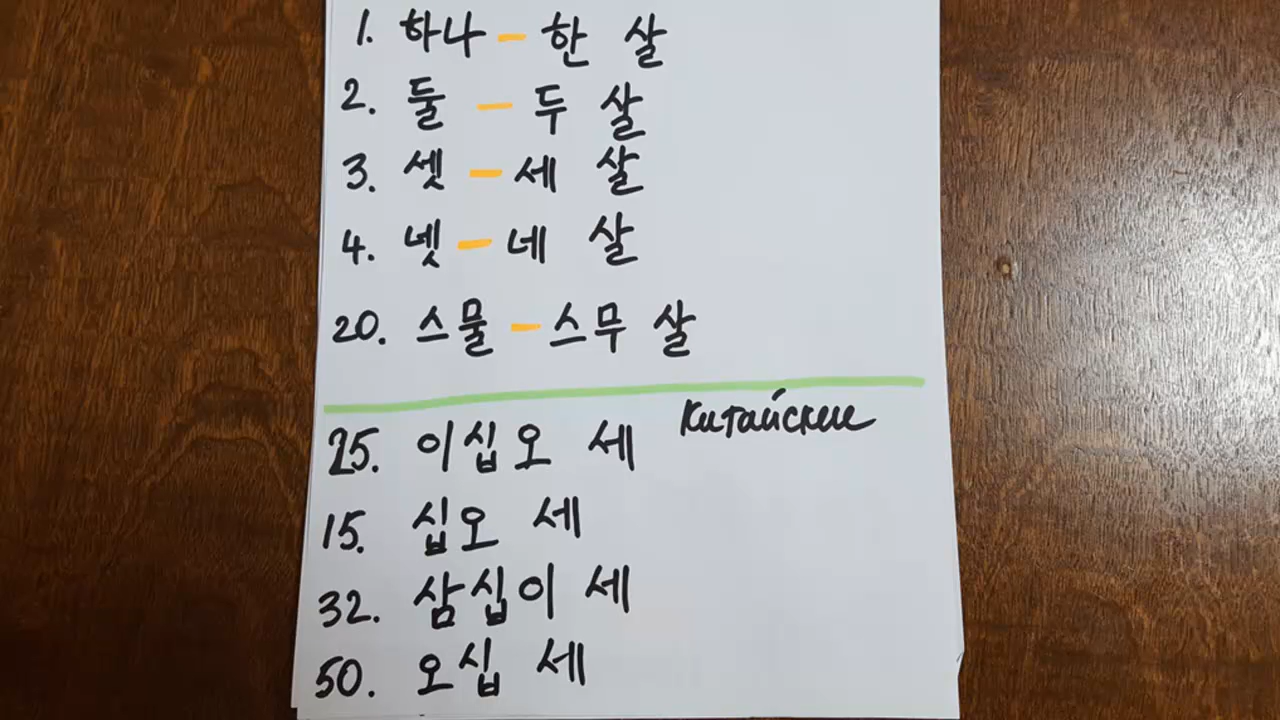 1. 하나 - 한 살
2. 둘 - 두 살
3. 셋 - 세 살
4. 넷 - 네 살
20. 스물 - 스무 살
Китайские
25. 이십오 세
15. 십오 세
32. 삼십이 세
50. 오십 세